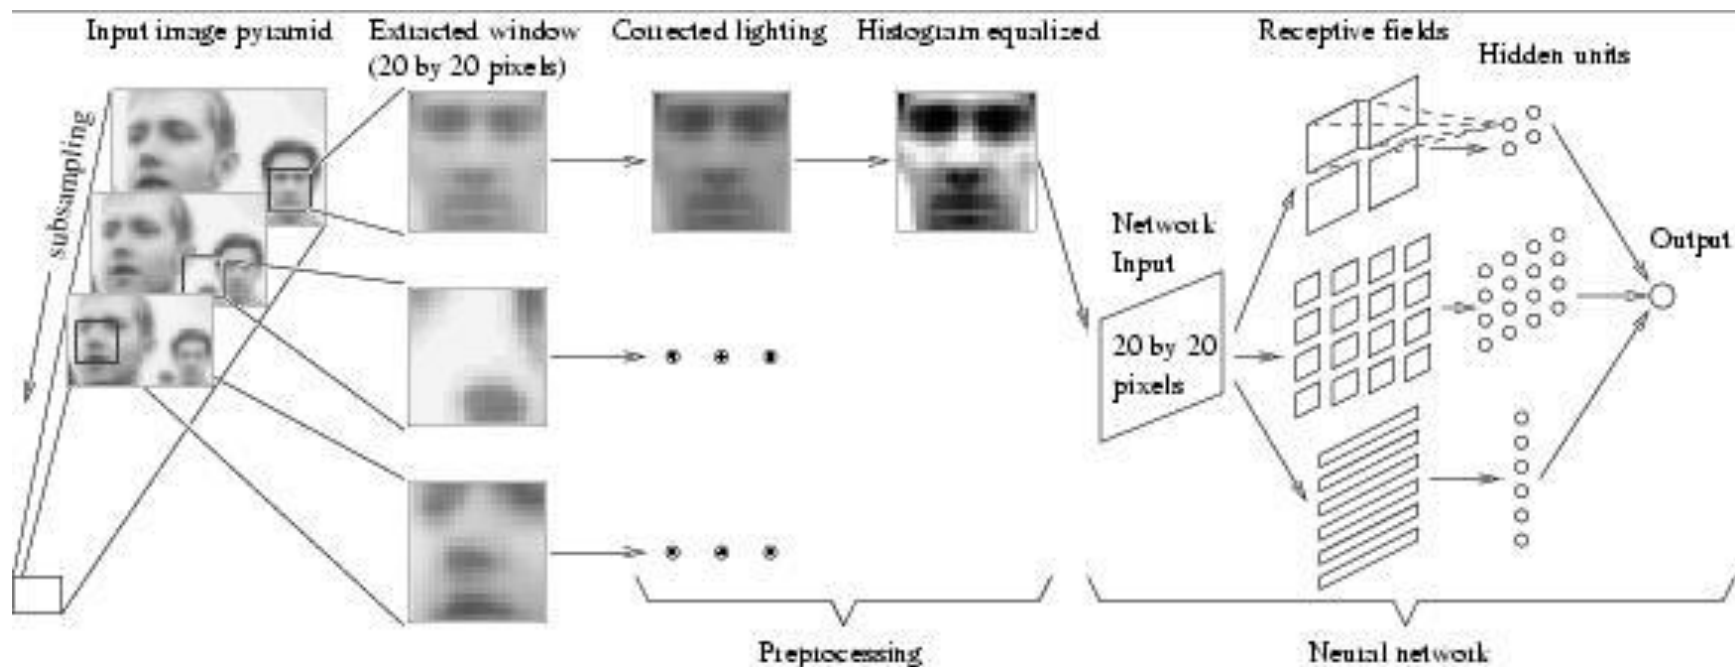 Input image pyramid
Extracted window
(20 by 20 pixels)
Corrected lighting
Histogram equalized
Receptive fields
Hidden units
subsampling
Network
Input
20 by 20
pixels
Output
Preprocessing
Neural network